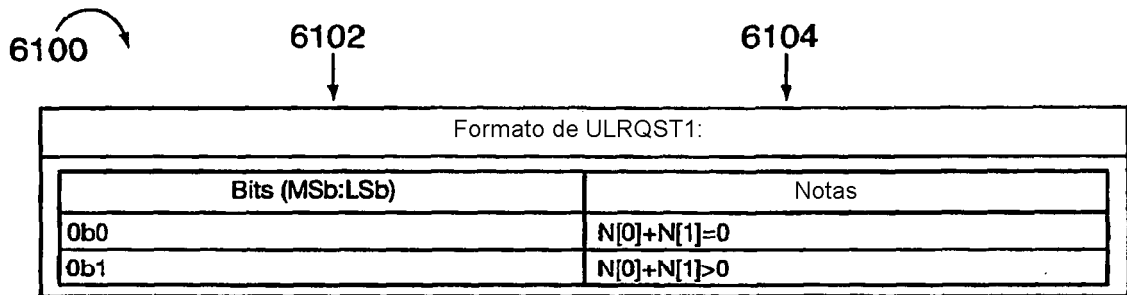 6100 6102 6104
Formato de ULRQST1:
Bits (MSb:LSb) Notas
0b0 N[0]+N[1]=0
0b1 N[0]+N[1]>0